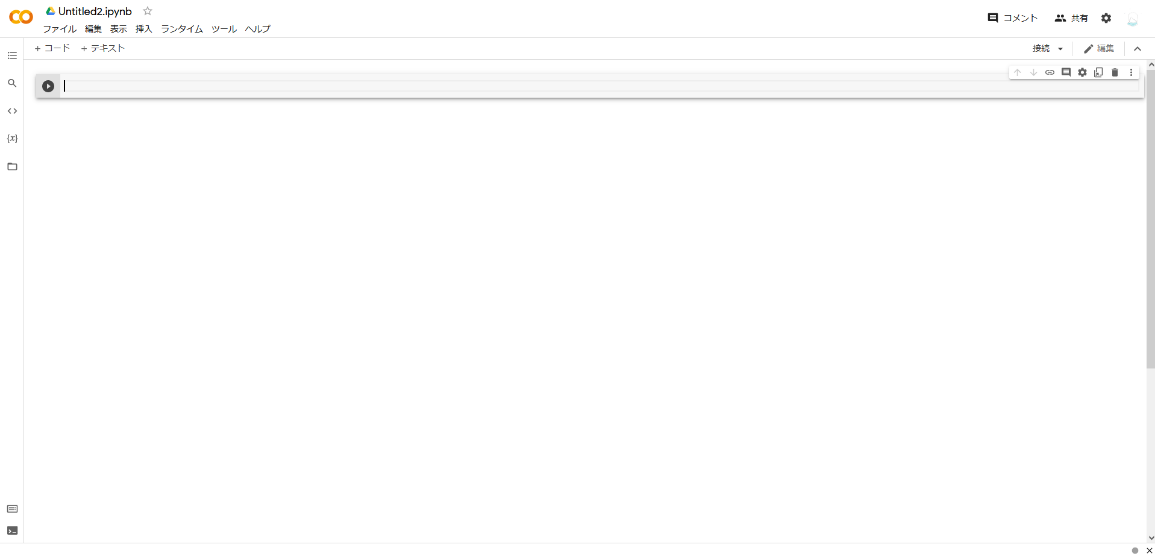 Untitled2.ipynb
ファイル 編集 表示 挿入 ランタイム ツール ヘルプ
コメント 共有
+ コード + テキスト
接続 編集